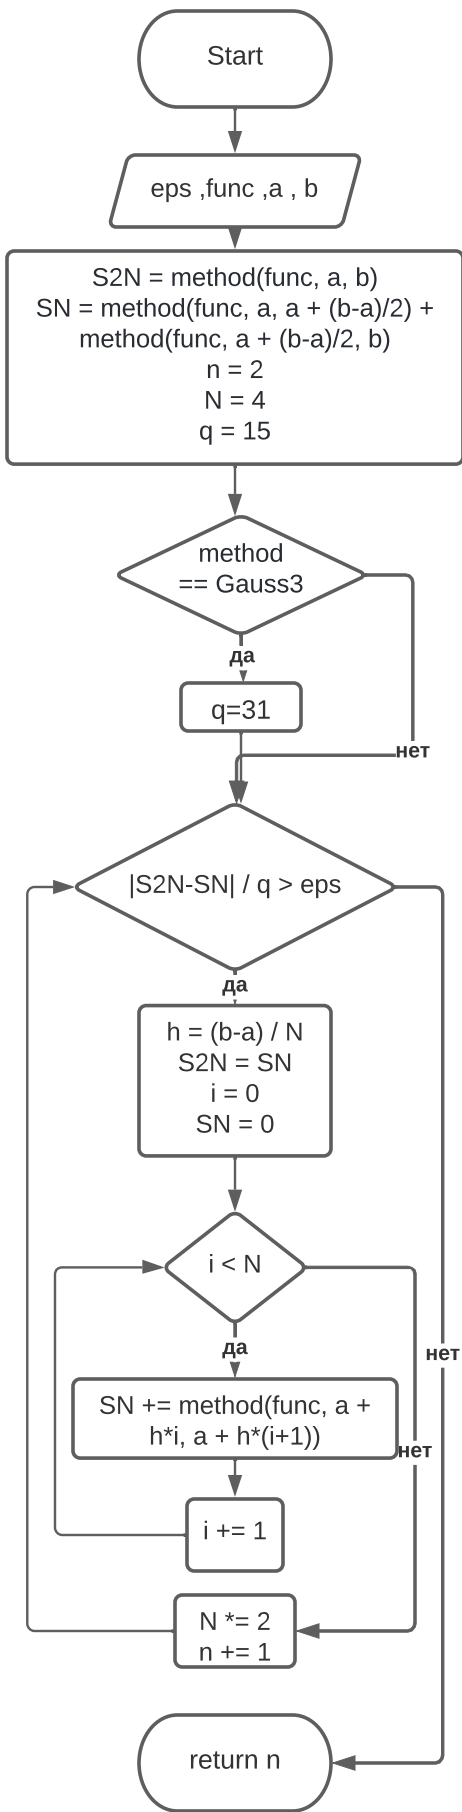 Start
eps ,func ,a , b
S2N = method(func, a, b)
SN = method(func, a, a + (b-a)/2) +
method(func, a + (b-a)/2, b)
n = 2
N = 4
q = 15
method
== Gauss3
да
q=31
нет
|S2N-SN| / q > eps
да
h = (b-a) / N
S2N = SN
i = 0
SN = 0
i < N
да
нет
SN += method(func, a +
h*i, a + h*(i+1))
нет
i += 1
N *= 2
n += 1
return n